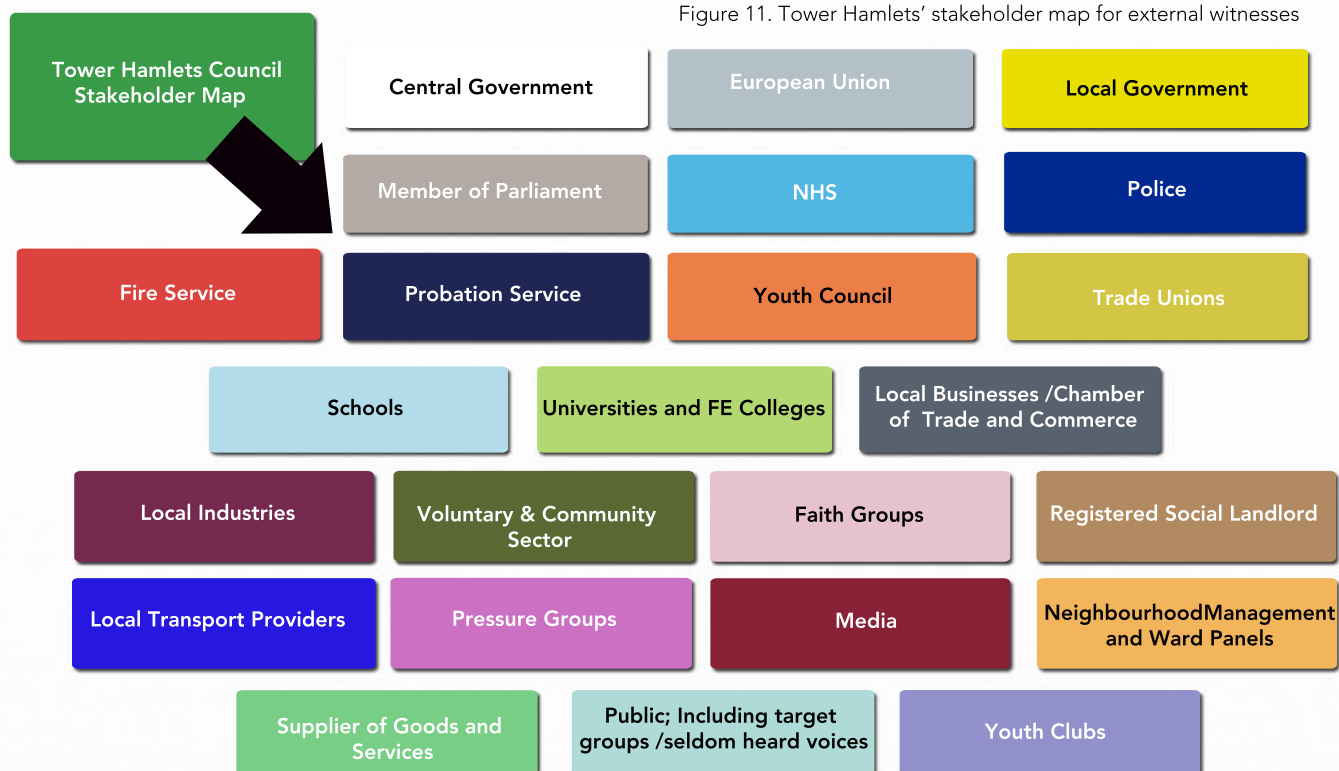 Figure 11. Tower Hamlets’ stakeholder map for external witnesses
Tower Hamlets Council
Stakeholder Map
Central Government
European Union
Local Government
Member of Parliament
NHS
Police
Fire Service
Probation Service
Youth Council
Trade Unions
Schools
Universities and FE Colleges
Local Businesses /Chamber
of Trade and Commerce
Local Industries
Voluntary & Community
Sector
Faith Groups
Registered Social Landlord
Local Transport Providers
Pressure Groups
Media
NeighbourhoodManagement
and Ward Panels
Supplier of Goods and
Services
Public; Including target
groups /seldom heard voices
Youth Clubs